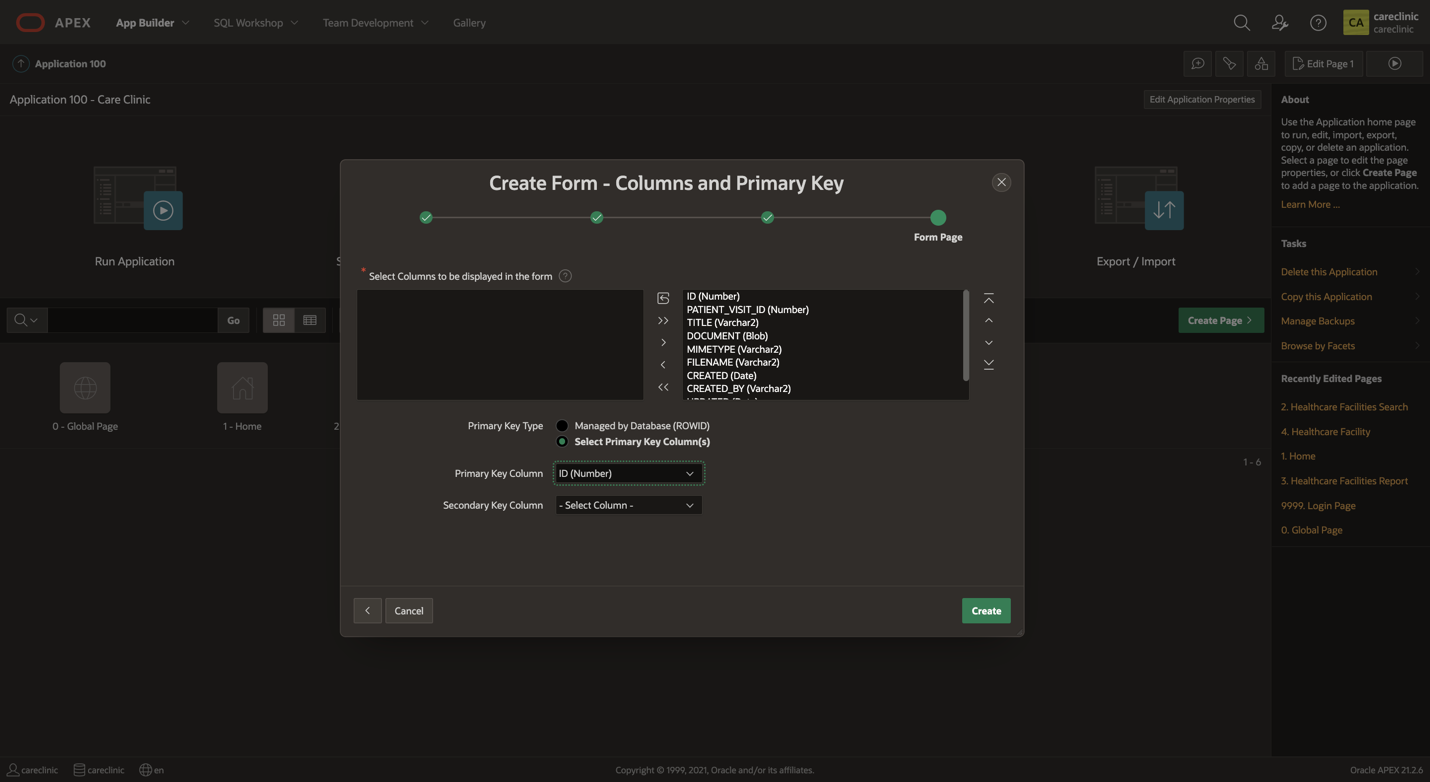 APEX
App Builder
SQL Workshop
Team Development
Gallery
CA
careclinic
careclinic
Application 100
Edit Page 1
Application 100 - Care Clinic
Edit Application Properties
Run Application
Export / Import
Go
Create Page
0 - Global Page
1 - Home
2
1 - 6
About
Use the Application home page
to run, edit, import, export,
copy, or delete an application.
Select a page to edit the page
properties, or click Create Page
to add a page to the application.
Learn More ...
Tasks
Delete this Application
Copy this Application
Manage Backups
Browse by Facets
Recently Edited Pages
2. Healthcare Facilities Search
4. Healthcare Facility
1. Home
3. Healthcare Facilities Report
9999. Login Page
0. Global Page
Create Form - Columns and Primary Key
Form Page
* Select Columns to be displayed in the form
ID (Number)
PATIENT_VISIT_ID (Number)
TITLE (Varchar2)
DOCUMENT (Blob)
MIMETYPE (Varchar2)
FILENAME (Varchar2)
CREATED (Date)
CREATED_BY (Varchar2)
Primary Key Type
Managed by Database (ROWID)
Select Primary Key Column(s)
Primary Key Column
ID (Number)
Secondary Key Column
- Select Column -
Cancel
Create
careclinic
careclinic
en
Copyright © 1999, 2021, Oracle and/or its affiliates.
Oracle APEX 21.2.6